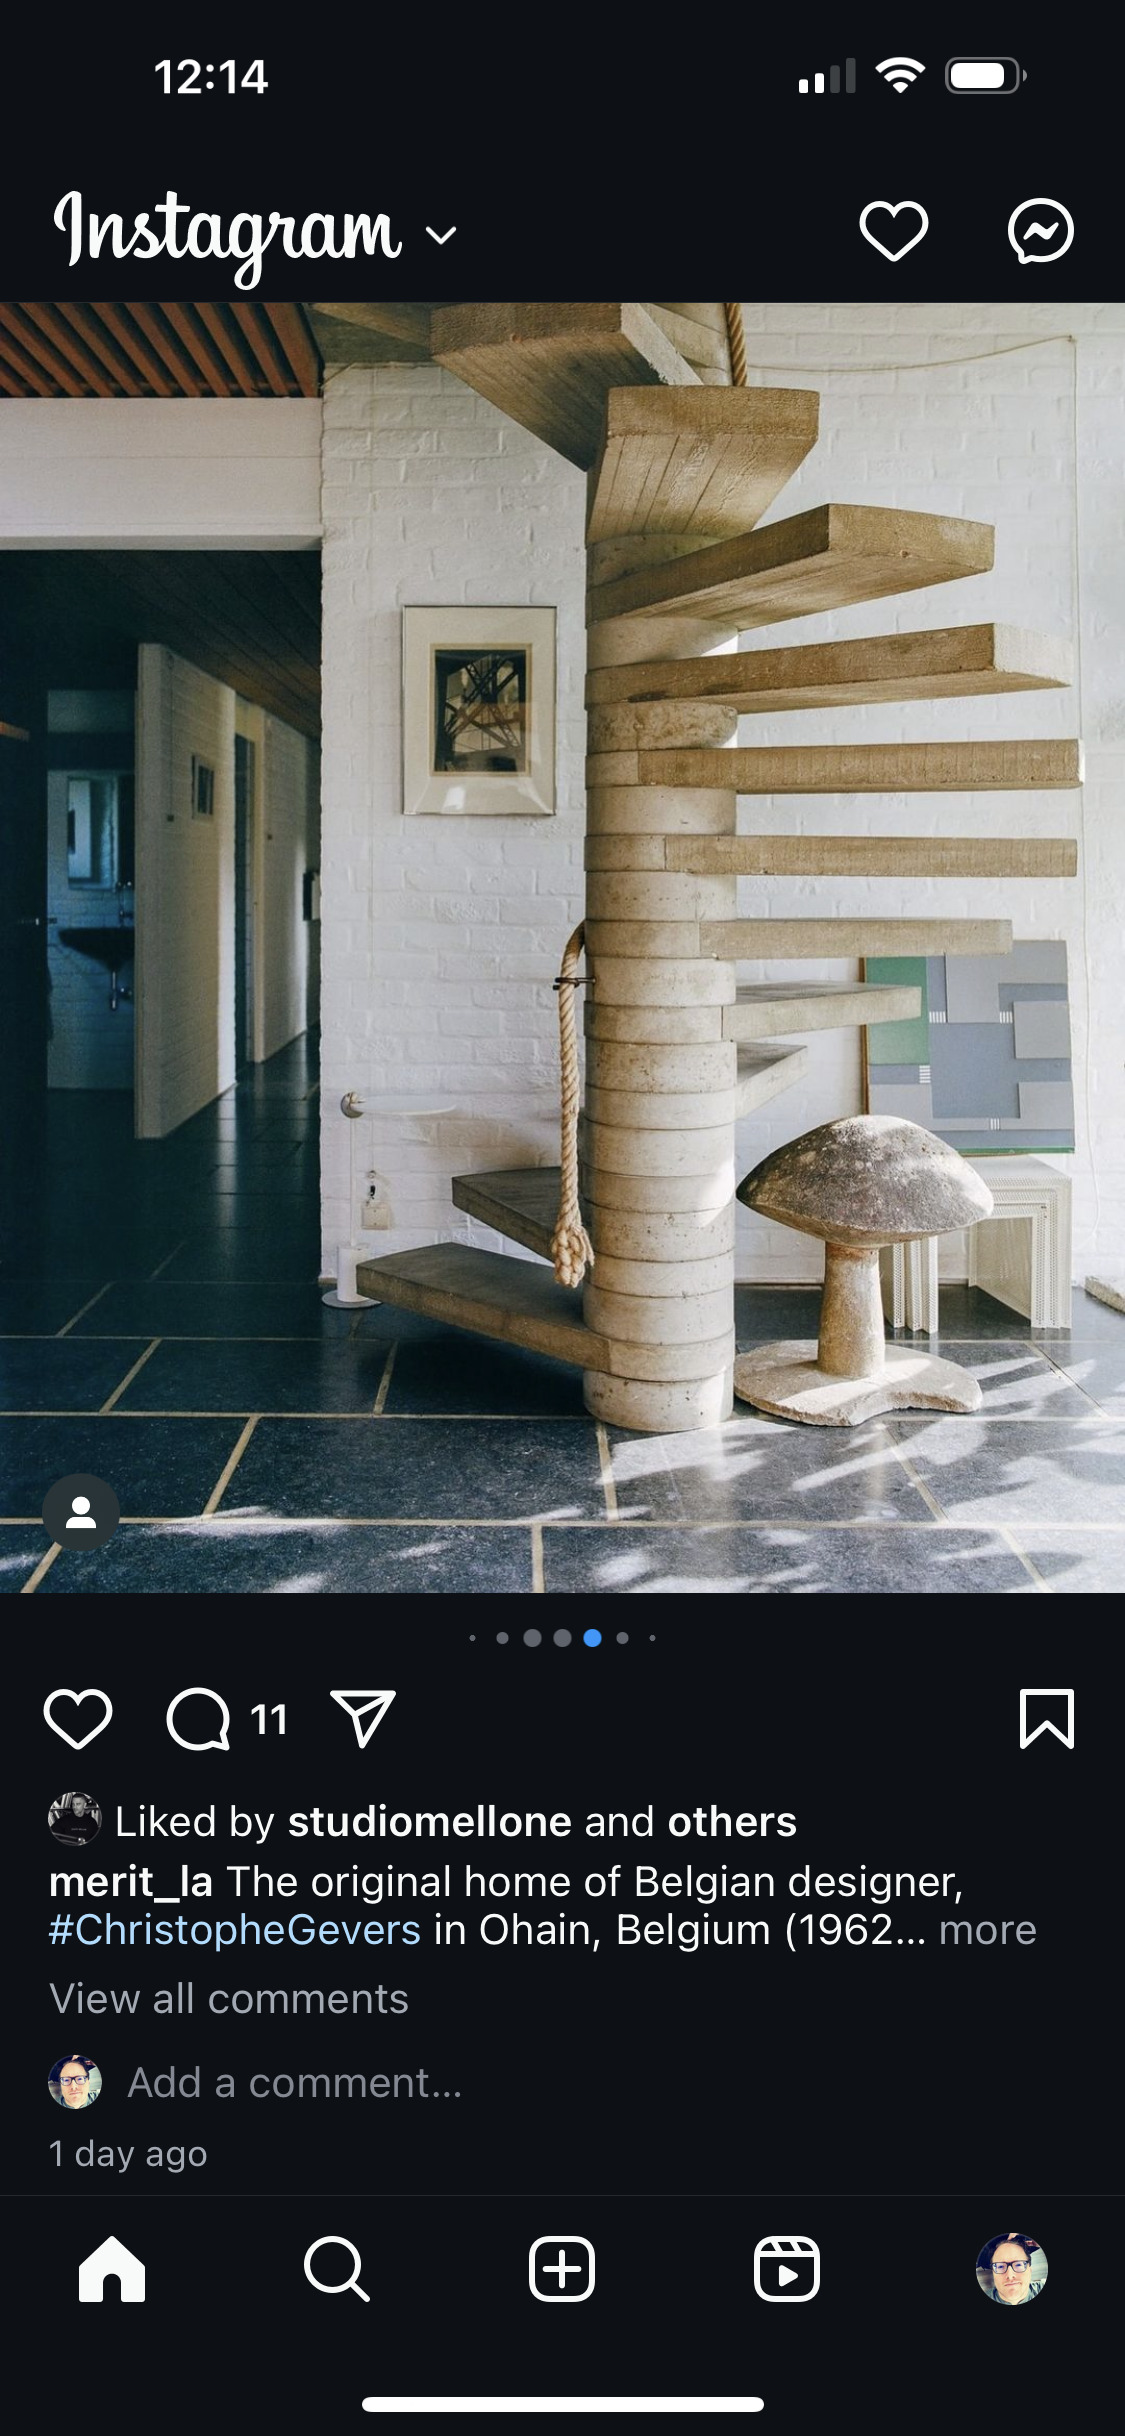 12:14
Instagram
11
Liked by studiomellone and others
merit_la The original home of Belgian designer,
#ChristopheGevers in Ohain, Belgium (1962... more
View all comments
Add a comment...
1 day ago